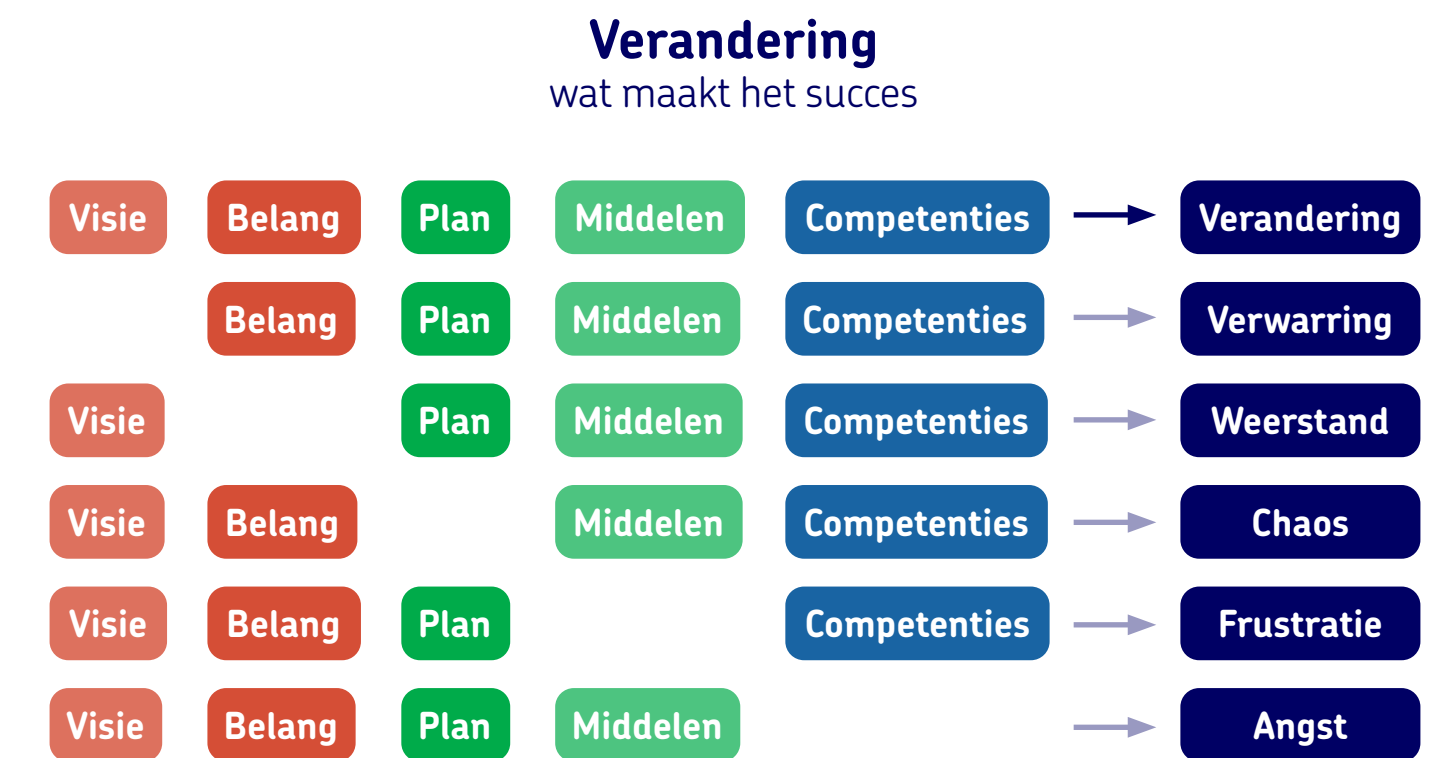 Verandering
wat maakt het succes
Visie Belang Plan Middelen Competenties Verandering
Belang Plan Middelen Competenties Verwarring
Visie Plan Middelen Competenties Weerstand
Visie Belang Middelen Competenties Chaos
Visie Belang Plan Competenties Frustratie
Visie Belang Plan Middelen Angst